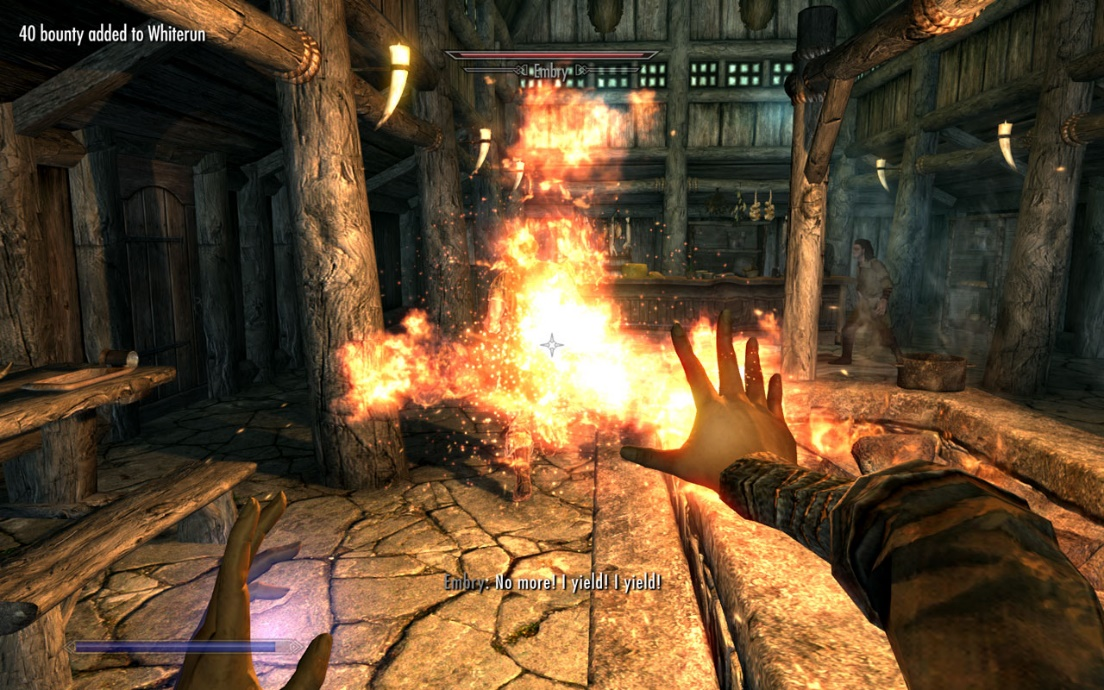 40 bounty added to Whiterun
Embry
Embry: No more! I yield! I yield!